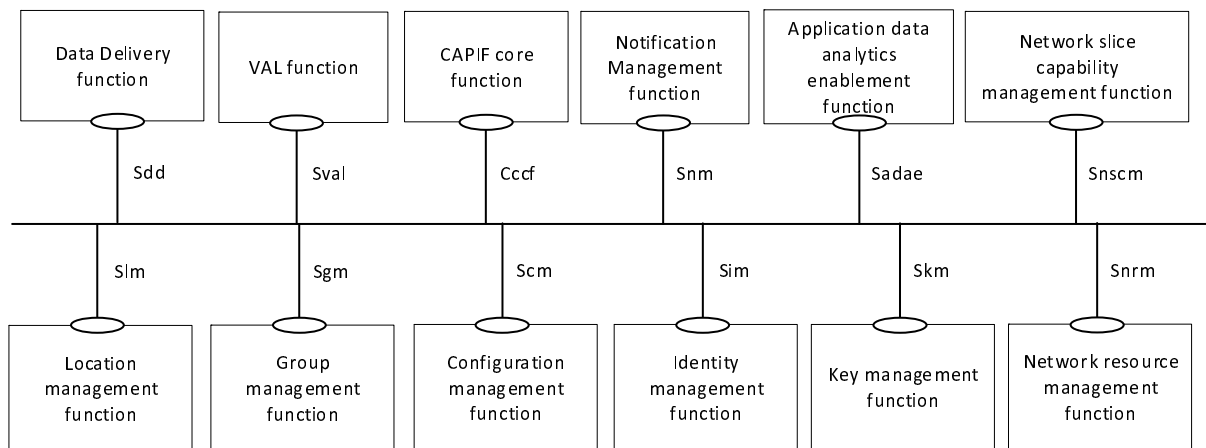 Data Delivery
function
VAL function
CAPIF core
function
Notification
Management
function
Application data
analytics
enablement
function
Network slice
capability
management function
Sdd
Sval
Cccf
Snm
Sadae
Snscm
Slm
Sgm
Scm
Sim
Skm
Snrm
Location
management
function
Group
management
function
Configuration
management
function
Identity
management
function
Key management
function
Network resource
management
function